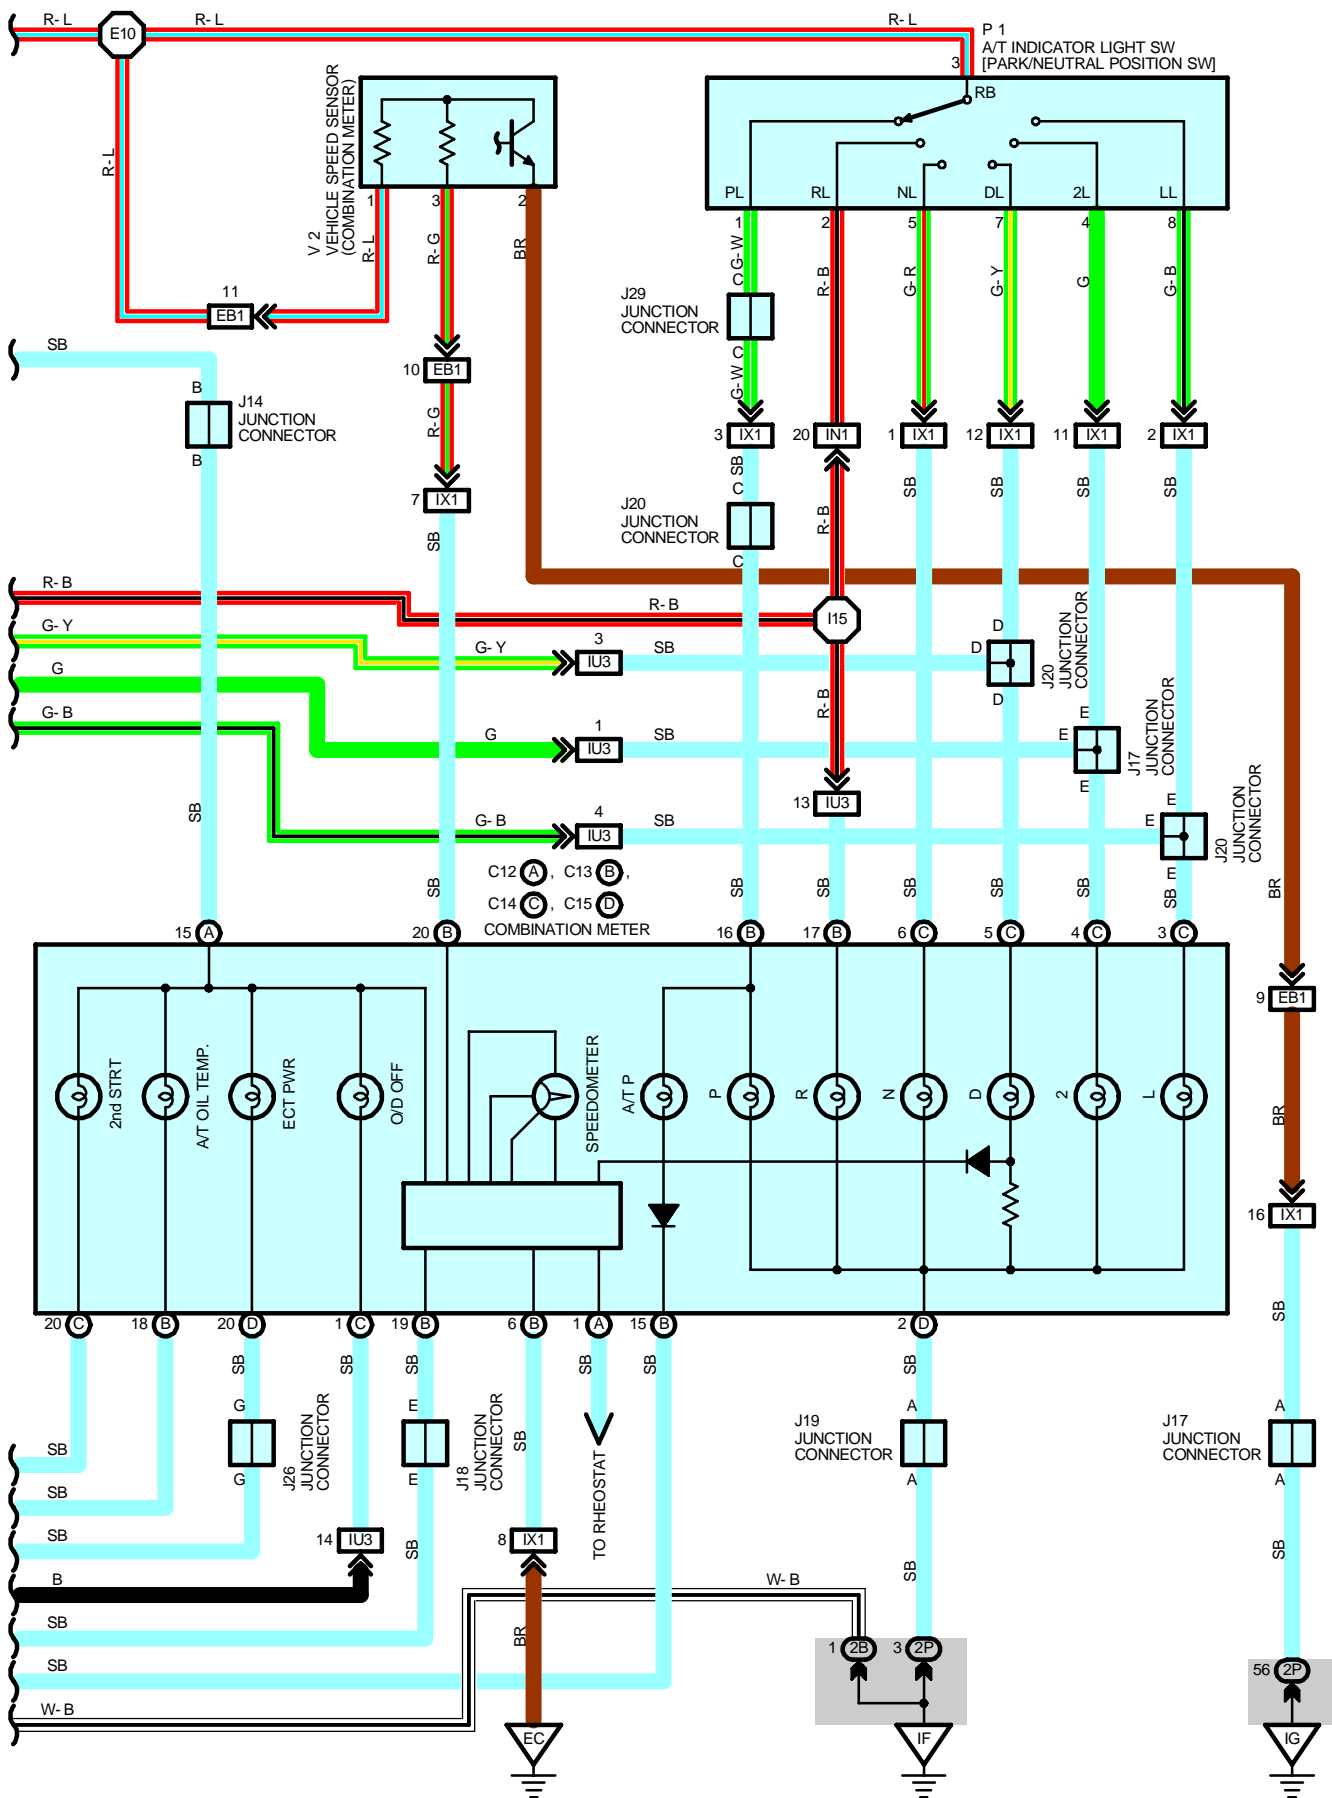 R- L
E10
R- L
R- L
P 1
A/T INDICATOR LIGHT SW
[PARK/NEUTRAL POSITION SW]
3
RB
V 2
VEHICLE SPEED SENSOR
(COMBINATION METER)
PL
RL
NL
DL
2L
LL
1
3
2
1
2
5
7
4
8
R- L
R- G
BR
G- W
R- B
G- R
G- Y
G
G- B
C
J29
JUNCTION
CONNECTOR
C
G- W
11
EB1
SB
10
EB1
R- G
B
J14
JUNCTION
CONNECTOR
B
3
IX1
20
IN1
1
IX1
12
IX1
11
IX1
2
IX1
7
IX1
SB
SB
C
J20
JUNCTION
CONNECTOR
C
R- B
SB
SB
SB
SB
R- B
R- B
I15
G- Y
G- Y
3
IU3
SB
D
D
D
J20
JUNCTION
CONNECTOR
G
G
1
IU3
SB
R- B
E
E
E
J17
JUNCTION
CONNECTOR
G- B
G- B
4
IU3
SB
13
IU3
E
E
E
J20
JUNCTION
CONNECTOR
SB
SB
C12
A
,
C13
B
,
C14
C
,
C15
D
COMBINATION METER
SB
SB
SB
SB
SB
SB
BR
15
A
20
B
16
B
17
B
6
C
5
C
4
C
3
C
9
EB1
2nd STRT
A/T OIL TEMP.
ECT PWR
O/D OFF
SPEEDOMETER
A/T P
P
R
N
D
2
L
BR
16
IX1
20
C
18
B
20
D
1
C
19
B
6
B
1
A
15
B
2
D
SB
SB
SB
SB
SB
SB
SB
SB
G
J26
JUNCTION
CONNECTOR
G
E
J18
JUNCTION
CONNECTOR
E
SB
TO RHEOSTAT
A
J19
JUNCTION
CONNECTOR
A
A
J17
JUNCTION
CONNECTOR
A
SB
SB
SB
B
SB
SB
W- B
14
IU3
SB
8
IX1
BR
EC
W- B
SB
1
2B
3
2P
IF
SB
56
2P
IG